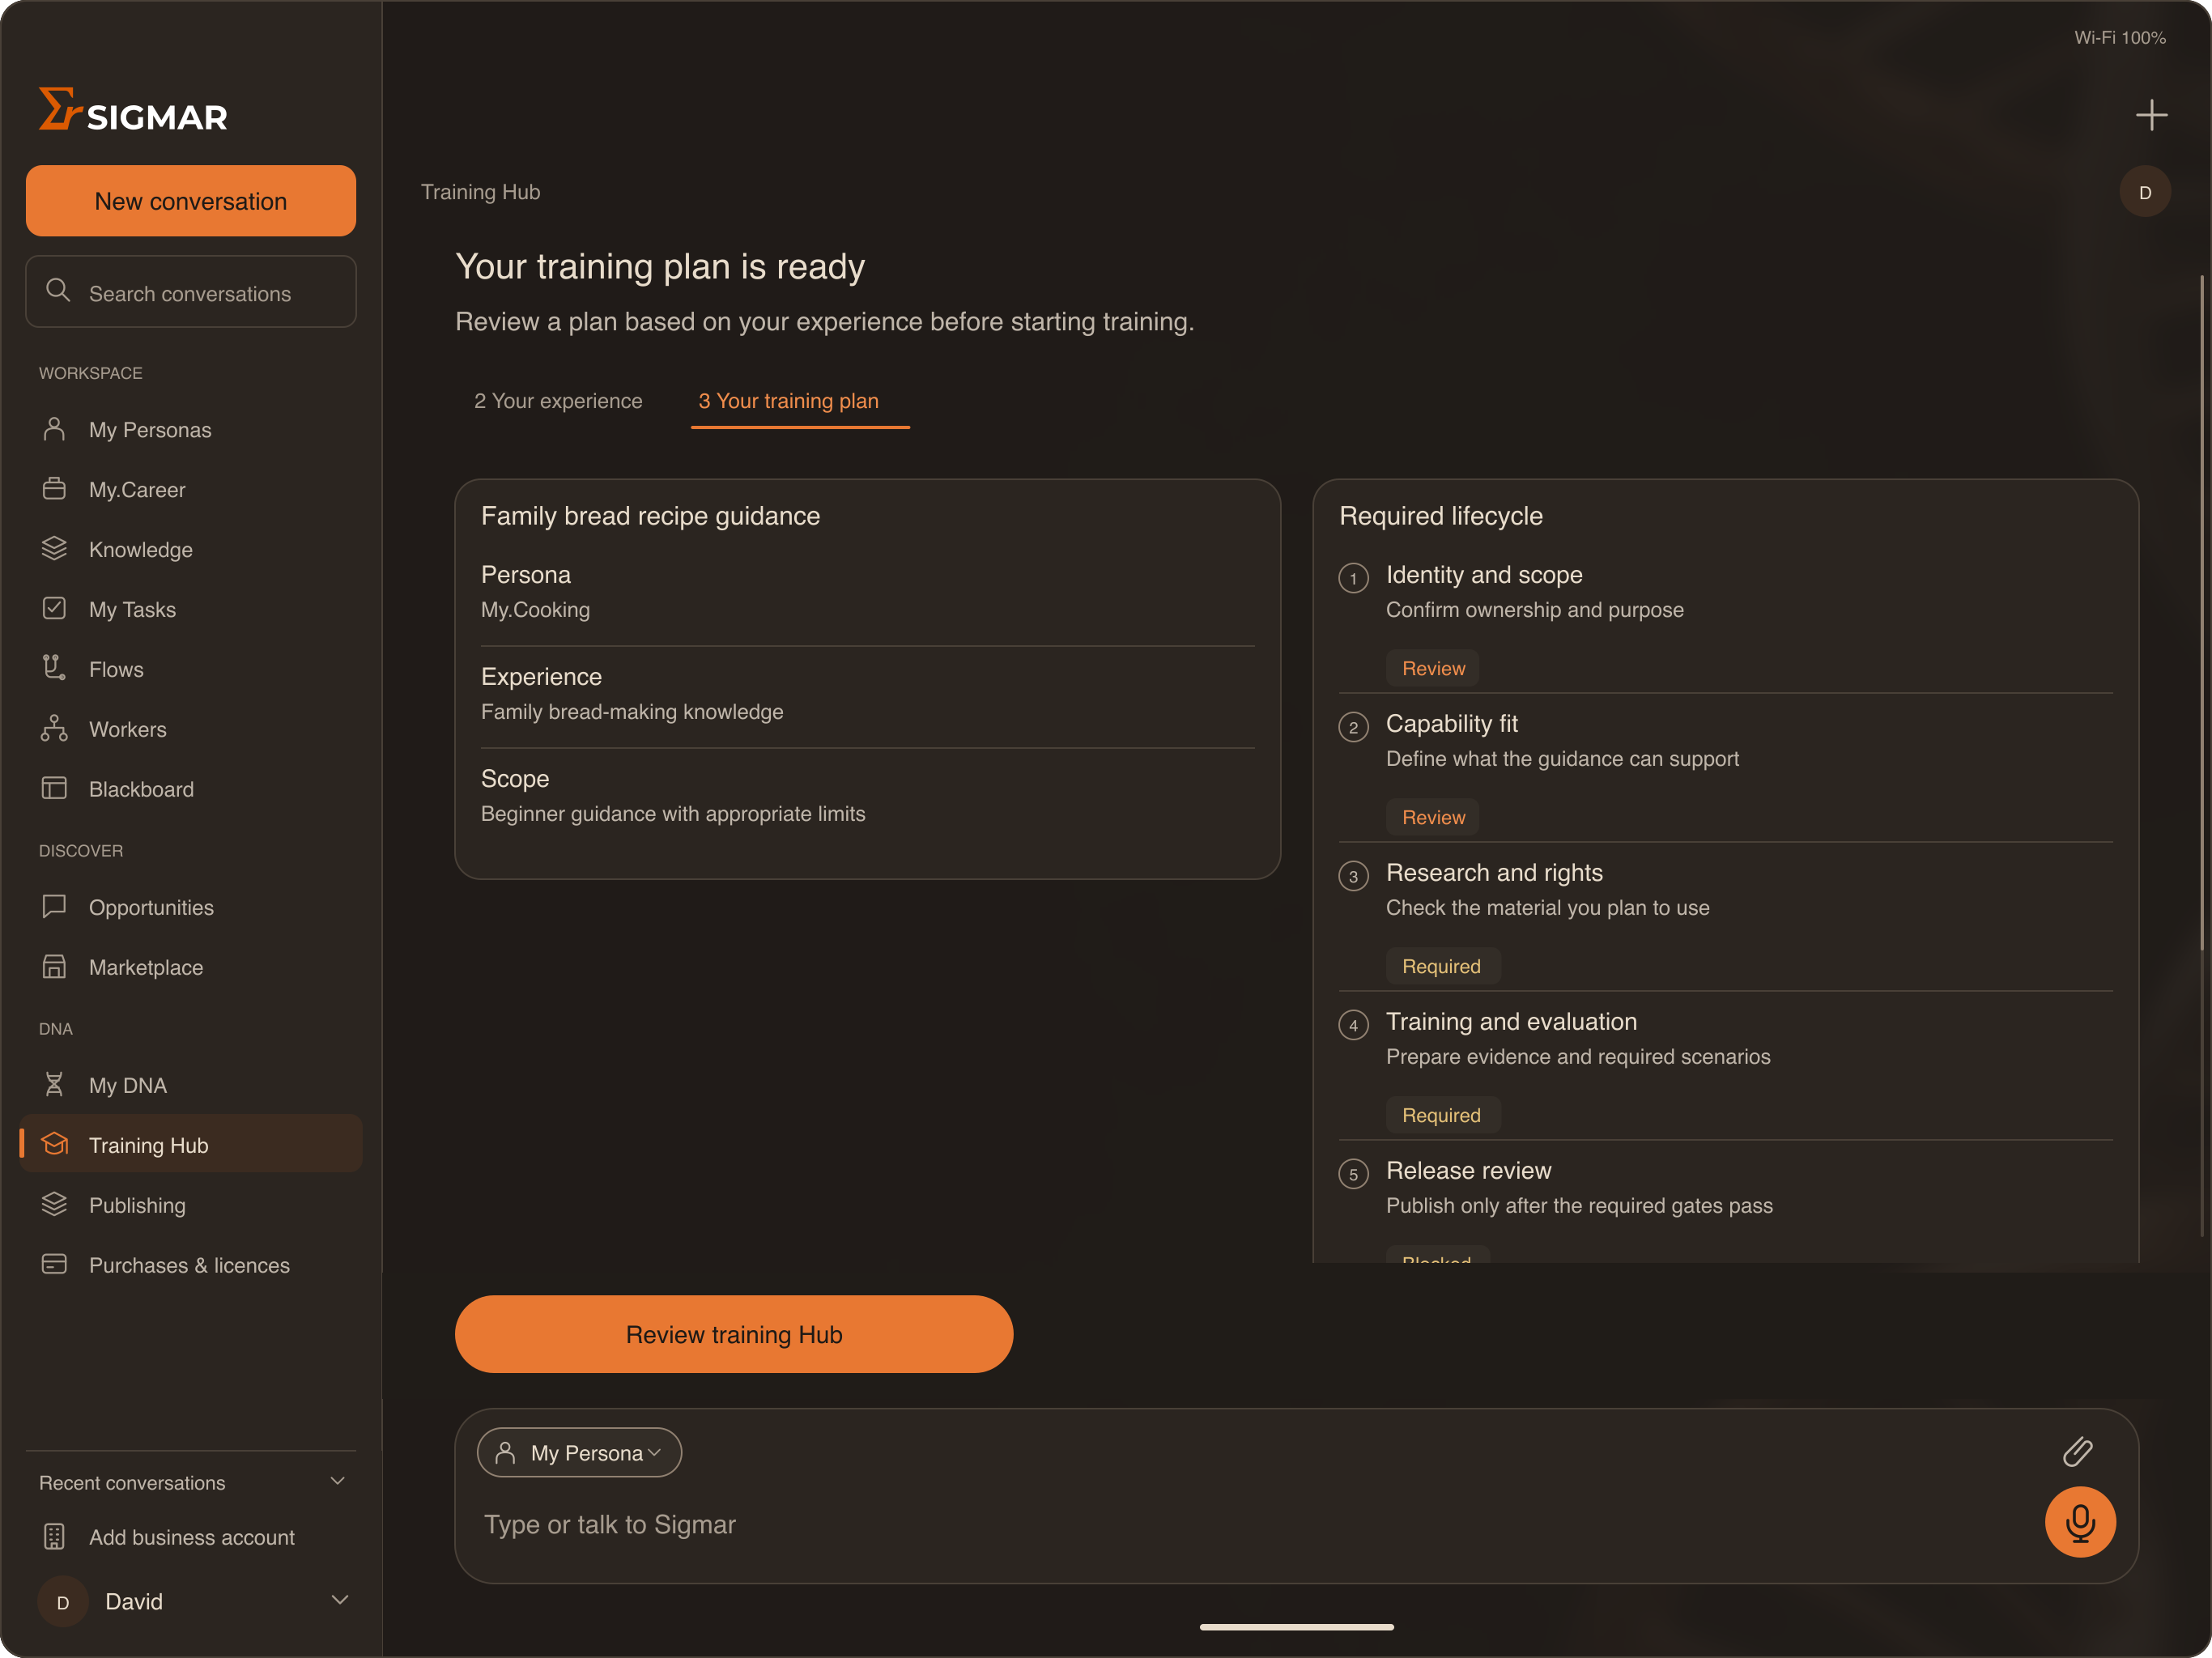 Wi-Fi 100%
SIGMAR
New conversation
Search conversations
WORKSPACE
My Personas
My.Career
Knowledge
My Tasks
Flows
Workers
Blackboard
DISCOVER
Opportunities
Marketplace
DNA
My DNA
Training Hub
Publishing
Purchases & licences
Recent conversations
Add business account
D
David
Training Hub
D
Your training plan is ready
Review a plan based on your experience before starting training.
2 Your experience
3 Your training plan
Family bread recipe guidance
Persona
My.Cooking
Experience
Family bread-making knowledge
Scope
Beginner guidance with appropriate limits
Required lifecycle
1 Identity and scope
Confirm ownership and purpose
Review
2 Capability fit
Define what the guidance can support
Review
3 Research and rights
Check the material you plan to use
Required
4 Training and evaluation
Prepare evidence and required scenarios
Required
5 Release review
Publish only after the required gates pass
Blocked
Review training Hub
My Persona
Type or talk to Sigmar